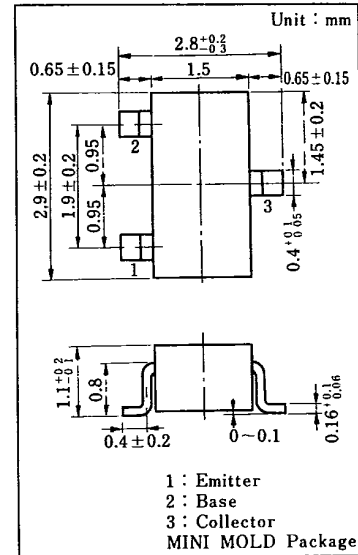 Unit : mm
2.8 +0.2 −0.3
0.65±0.15
1.5
0.65±0.15
2.9±0.2
1.9±0.2
0.95
0.95
2
1
3
1.45±0.2
0.4 +0.1 −0.05
1.1 +0.2 −0.1
0.8
0.4±0.2
0~0.1
0.16 +0.1 −0.06
1 : Emitter
2 : Base
3 : Collector
MINI MOLD Package